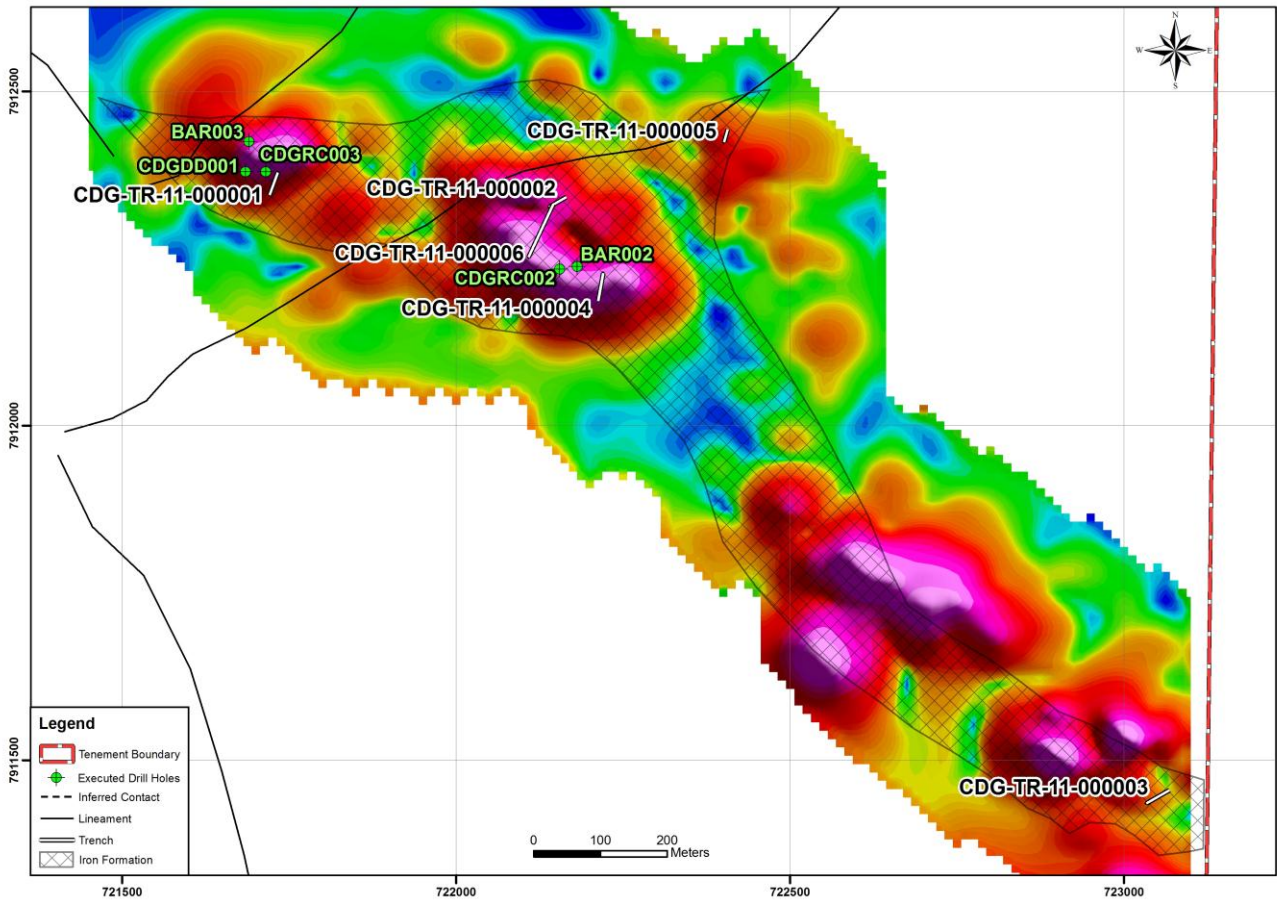 N
W
E
S
7912500
7912000
7911500
BAR003
CDGRC003
CDGDD001
CDG-TR-11-000001
CDG-TR-11-000005
CDG-TR-11-000002
CDG-TR-11-000006
BAR002
CDGRC002
CDG-TR-11-000004
CDG-TR-11-000003
Legend
Tenement Boundary
Executed Drill Holes
Inferred Contact
Lineament
Trench
Iron Formation
0 100 200
Meters
721500 722000 722500 723000